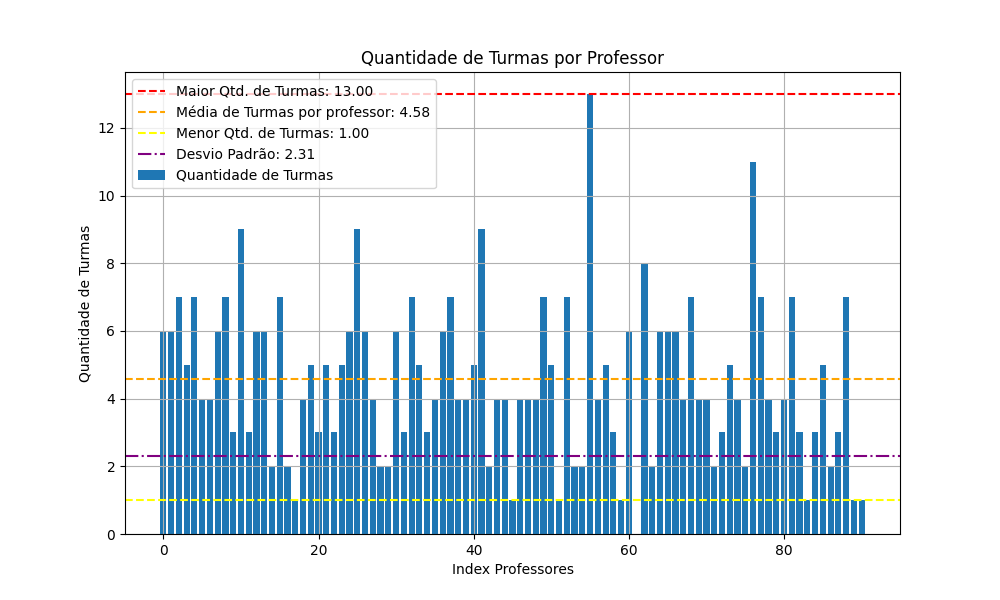 Quantidade de Turmas por Professor
Maior Qtd. de Turmas: 13.00
Média de Turmas por professor: 4.58
Menor Qtd. de Turmas: 1.00
Desvio Padrão: 2.31
Quantidade de Turmas
12
10
8
6
4
2
0
Quantidade de Turmas
0 20 40 60 80
Index Professores